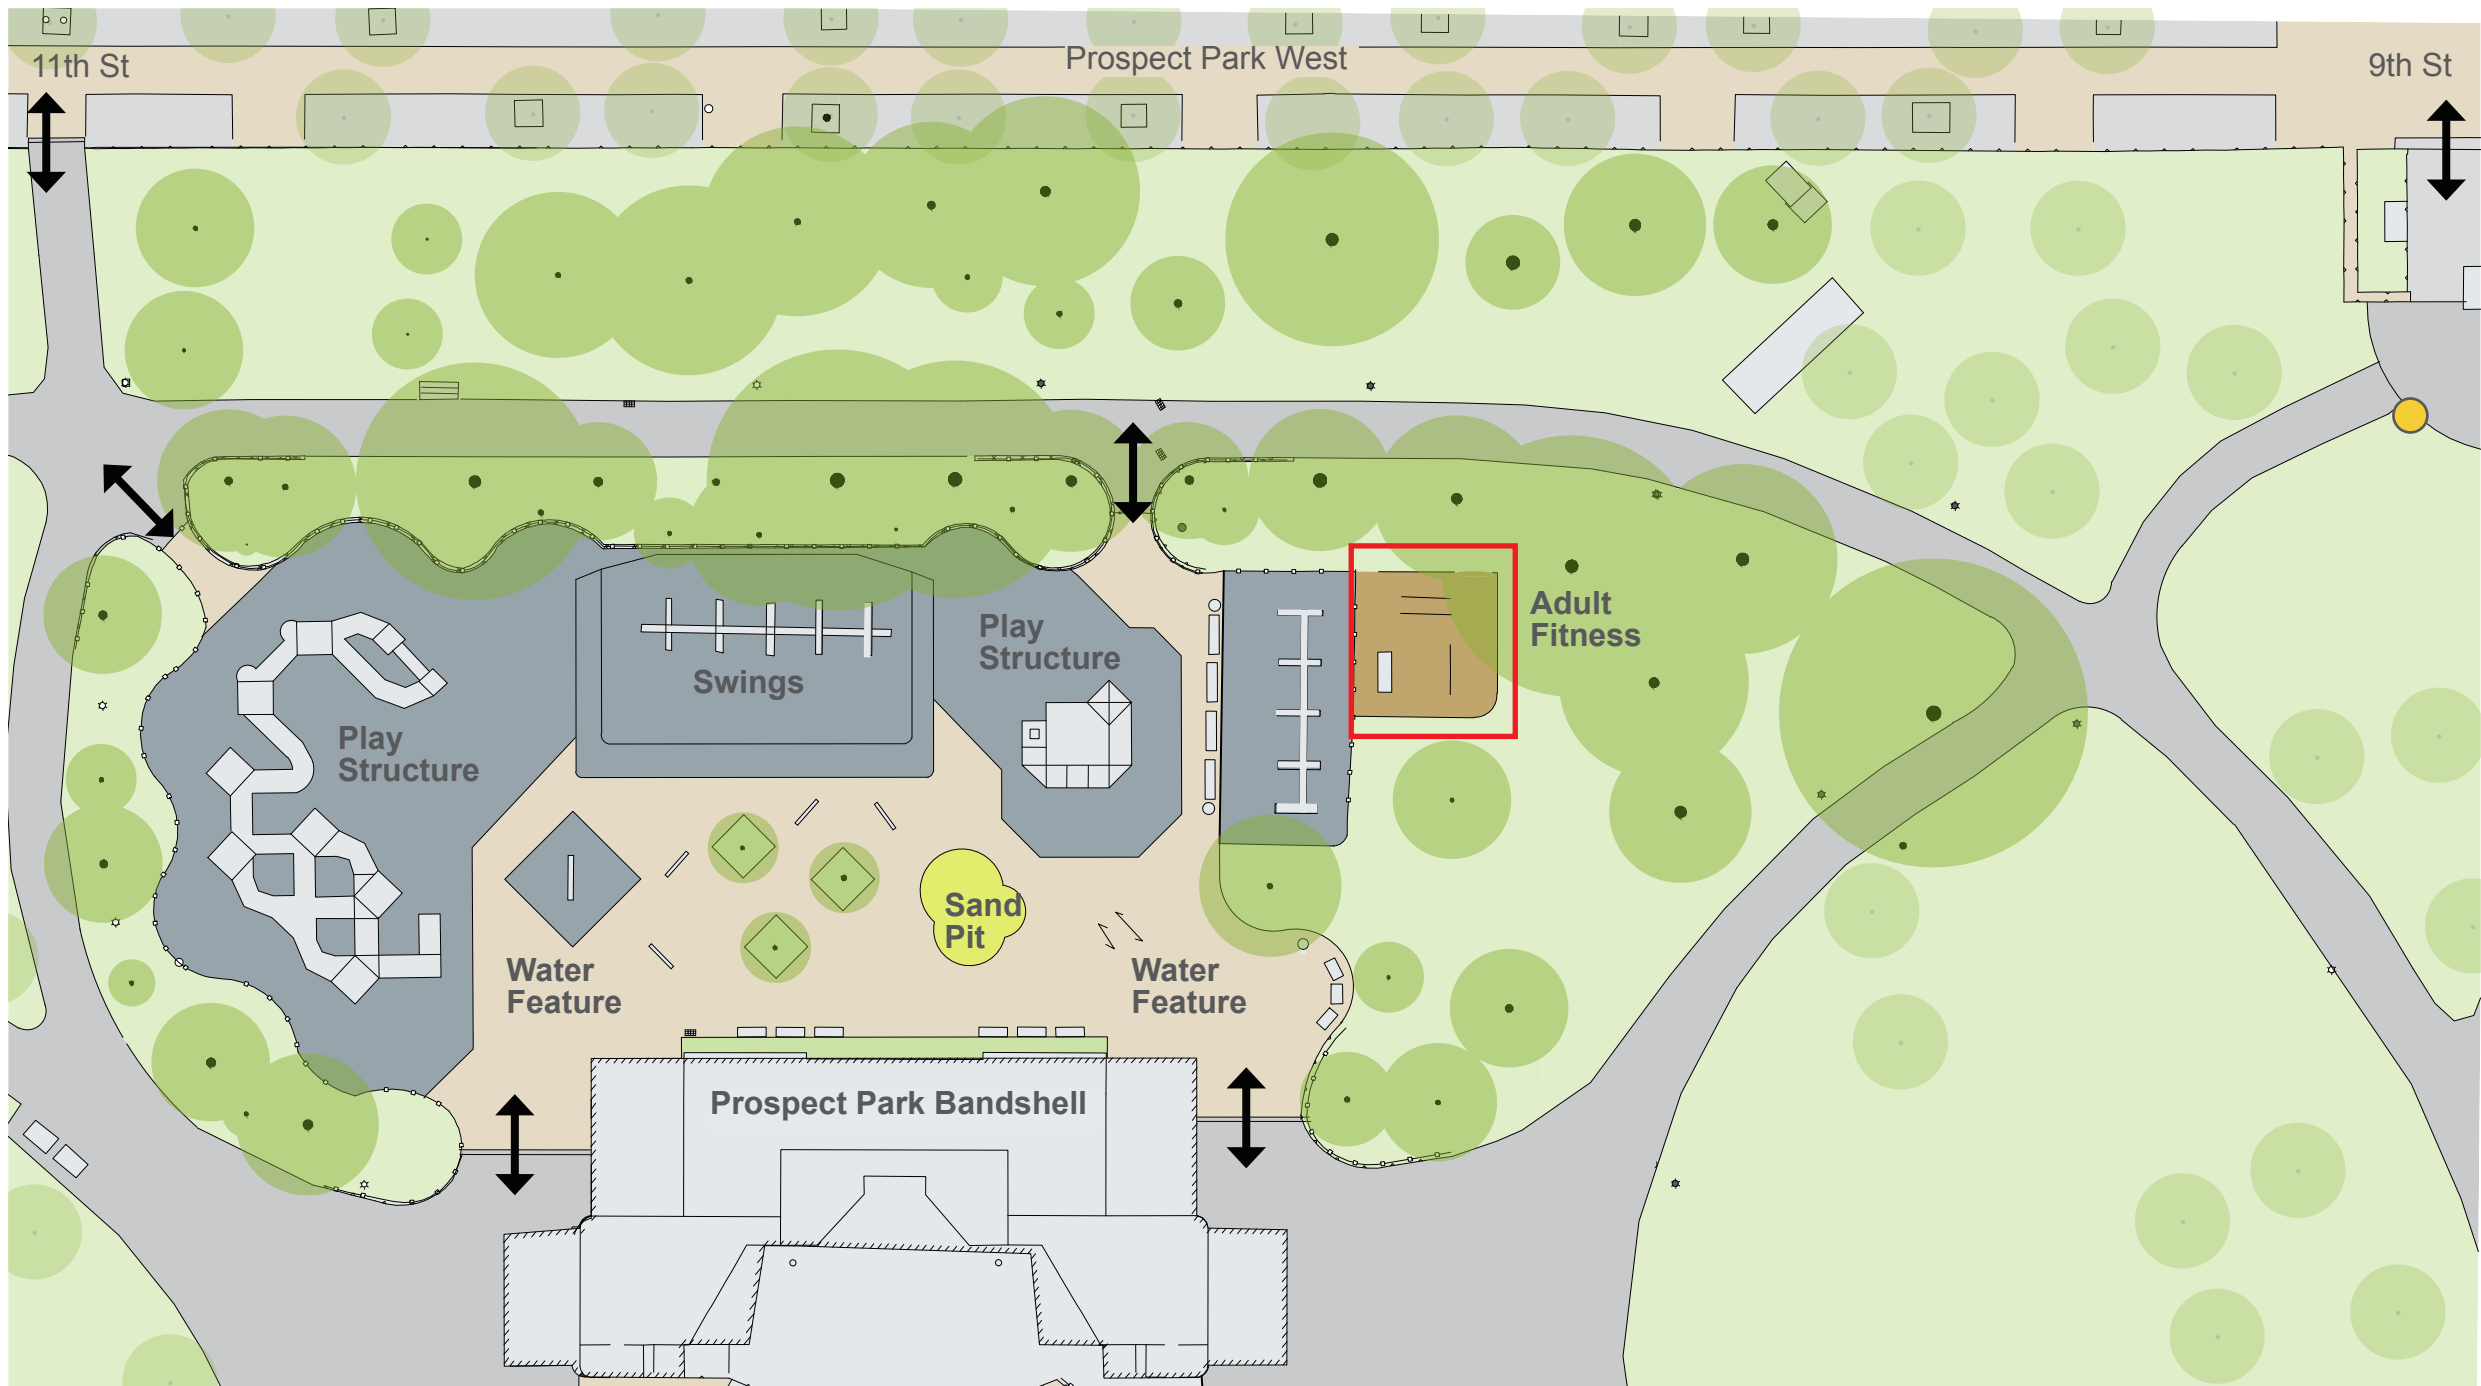 11th St
Prospect Park West
9th St
Adult
Fitness
Play
Structure
Swings
Play
Structure
Sand
Pit
Water
Feature
Water
Feature
Prospect Park Bandshell